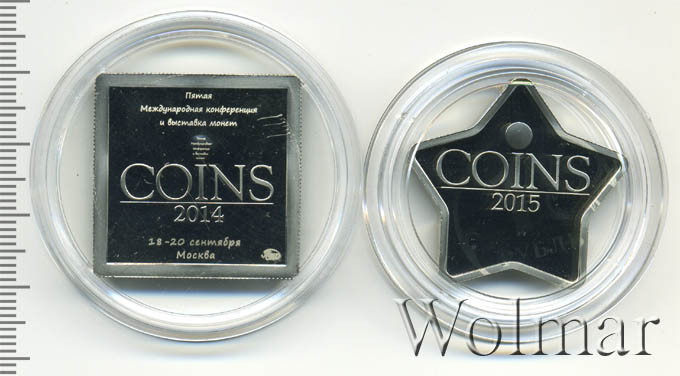 Пятая
Международная конференция
и выставка монет
COINS
2014
18-20 сентября
Москва
COINS
2015
Wolmar